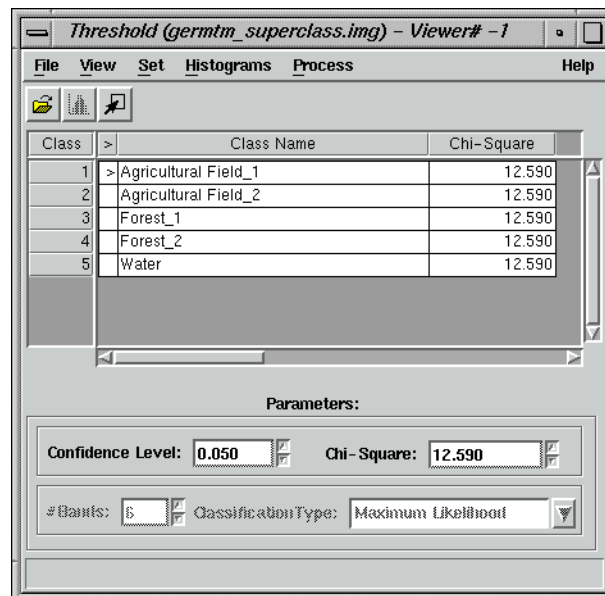 Threshold (germtm_superclass.img) – Viewer# –1
File View Set Histograms Process Help
Class > Class Name Chi-Square
1 > Agricultural Field_1 12.590
2 Agricultural Field_2 12.590
3 Forest_1 12.590
4 Forest_2 12.590
5 Water 12.590
Parameters:
Confidence Level: 0.050 Chi-Square: 12.590
#Bands: 6 ClassificationType: Maximum Likelihood